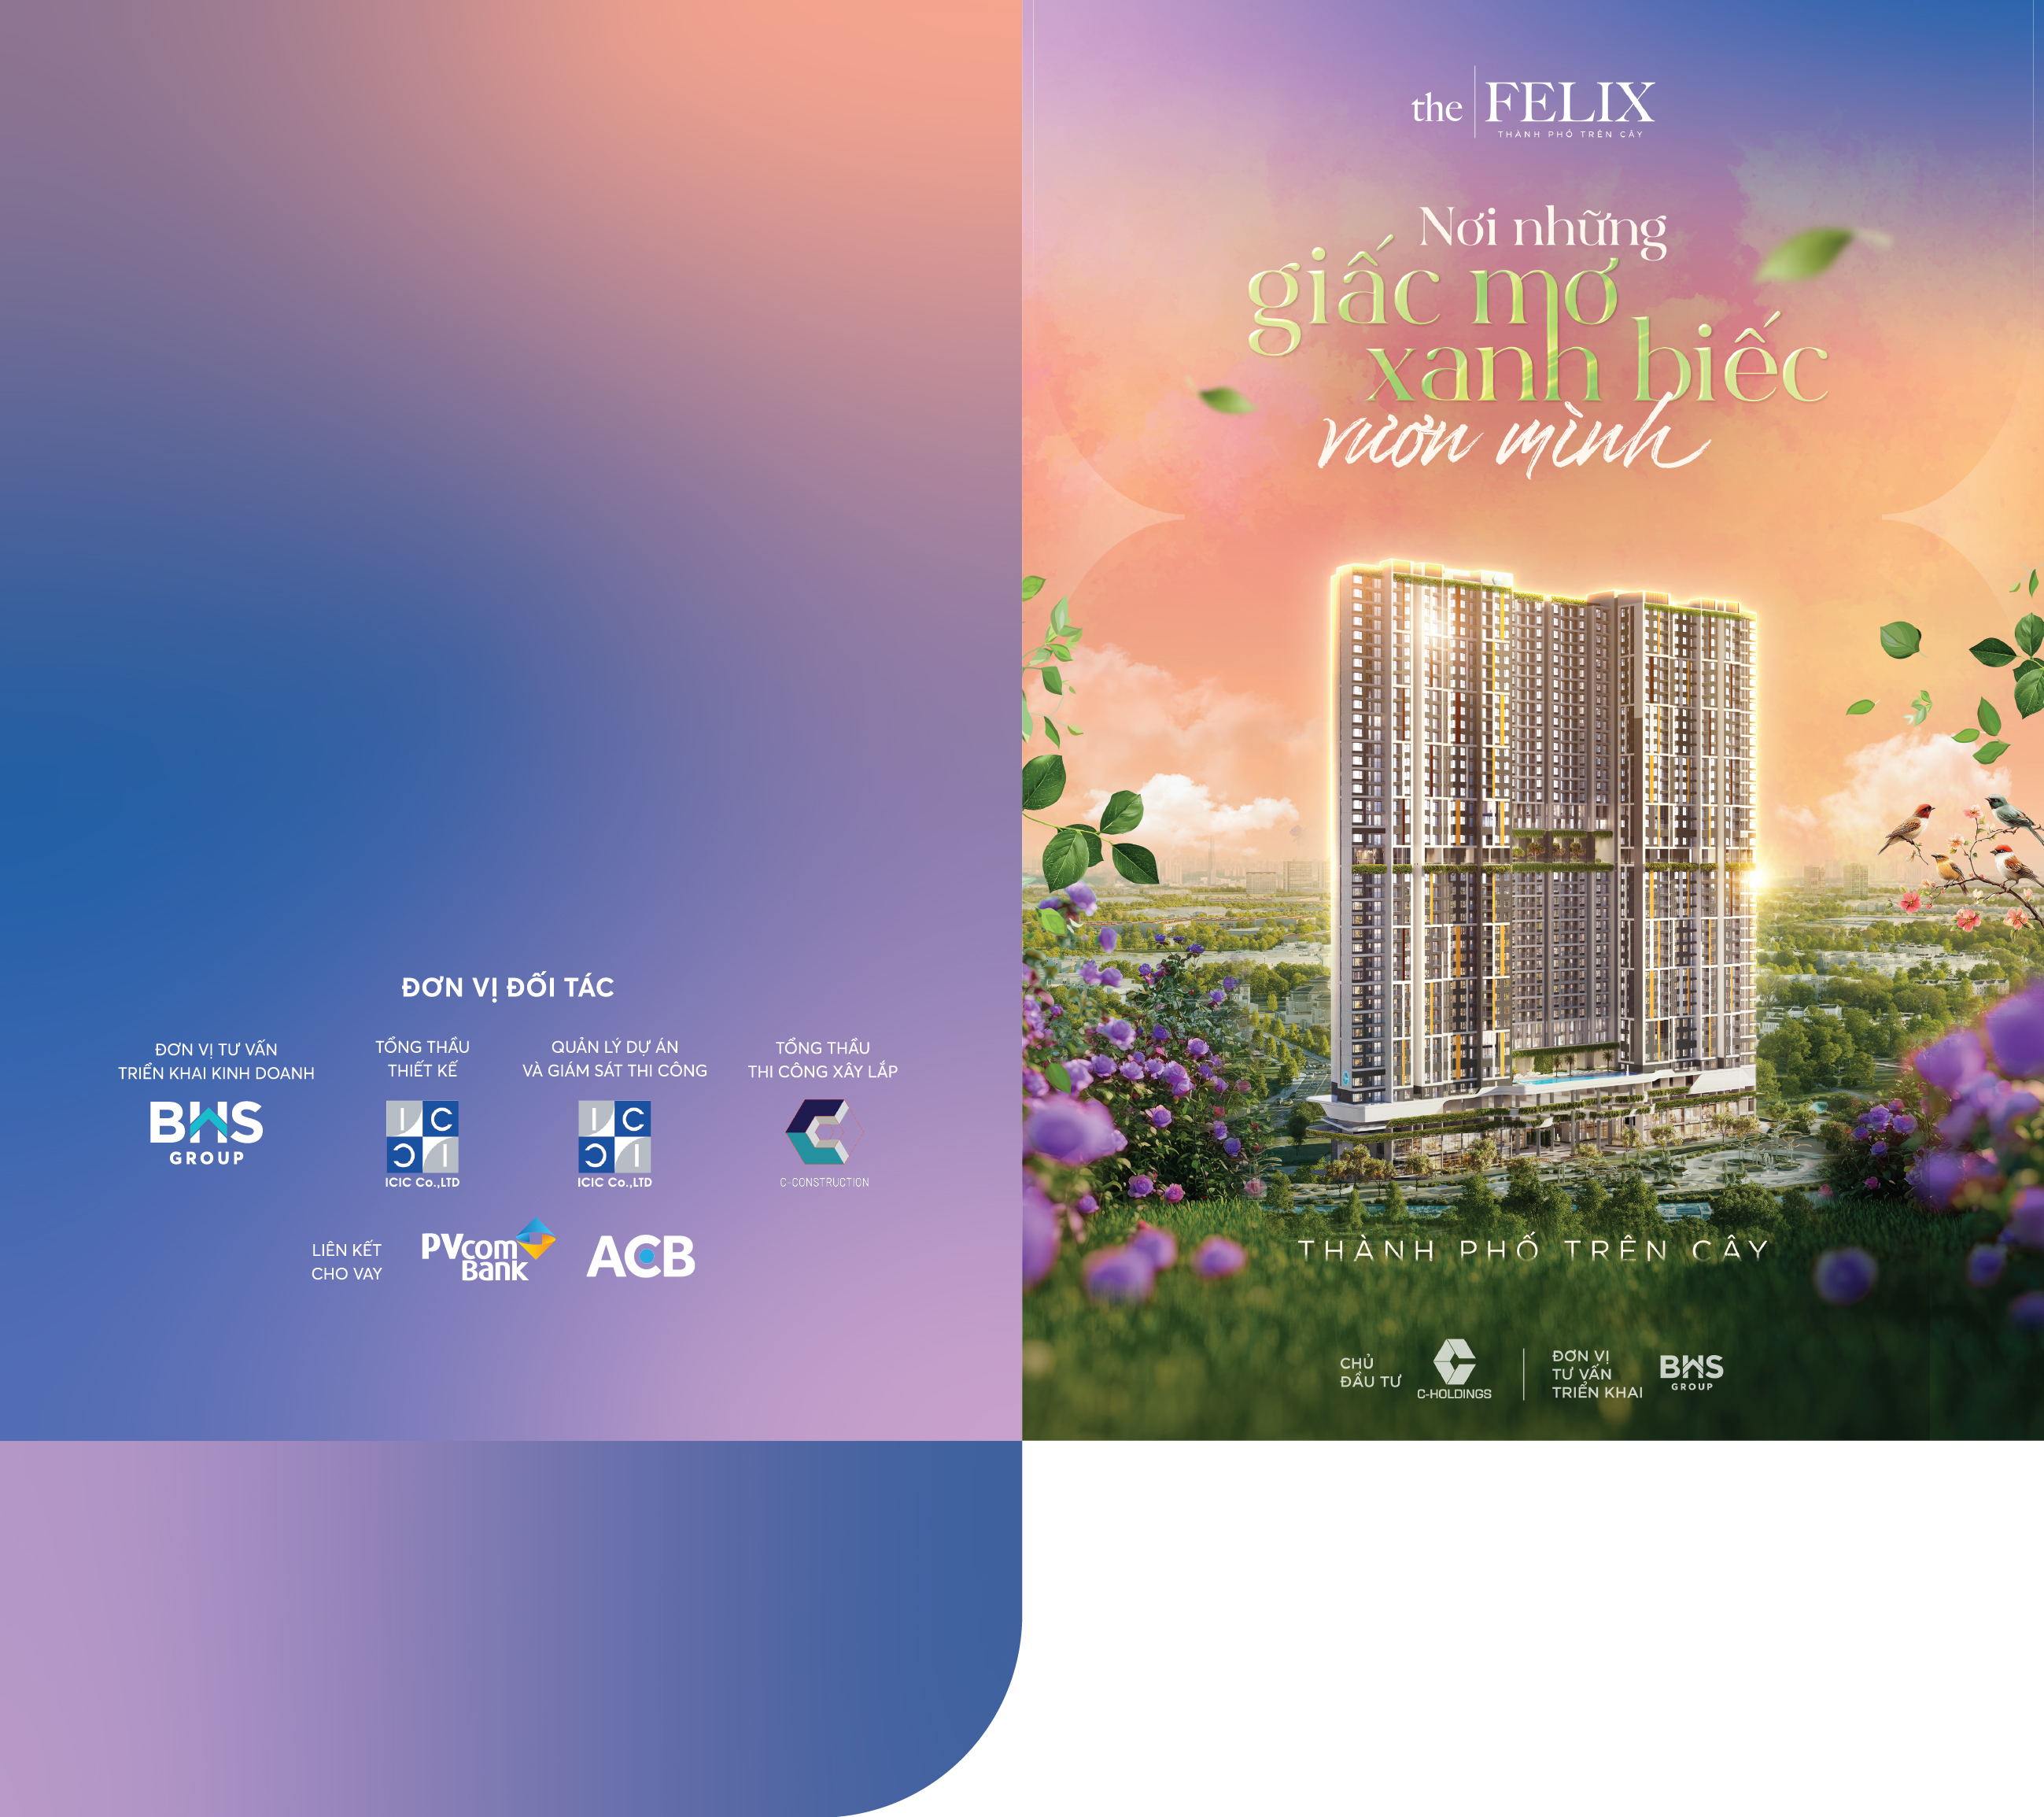 ĐƠN VỊ ĐỐI TÁC
ĐƠN VỊ TƯ VẤN
TRIỂN KHAI KINH DOANH
BHS
GROUP
TỔNG THẦU
THIẾT KẾ
IC
IC
ICIC Co.,LTD
QUẢN LÝ DỰ ÁN
VÀ GIÁM SÁT THI CÔNG
IC
IC
ICIC Co.,LTD
TỔNG THẦU
THI CÔNG XÂY LẮP
C-CONSTRUCTION
LIÊN KẾT
CHO VAY
PVcom
Bank
ACB
the FELIX
THÀNH PHỐ TRÊN CÂY
Nơi những
giấc mơ
xanh biếc
vươn mình
THÀNH PHỐ TRÊN CÂY
CHỦ
ĐẦU TƯ
C-HOLDINGS
ĐƠN VỊ
TƯ VẤN
TRIỂN KHAI
BHS
GROUP